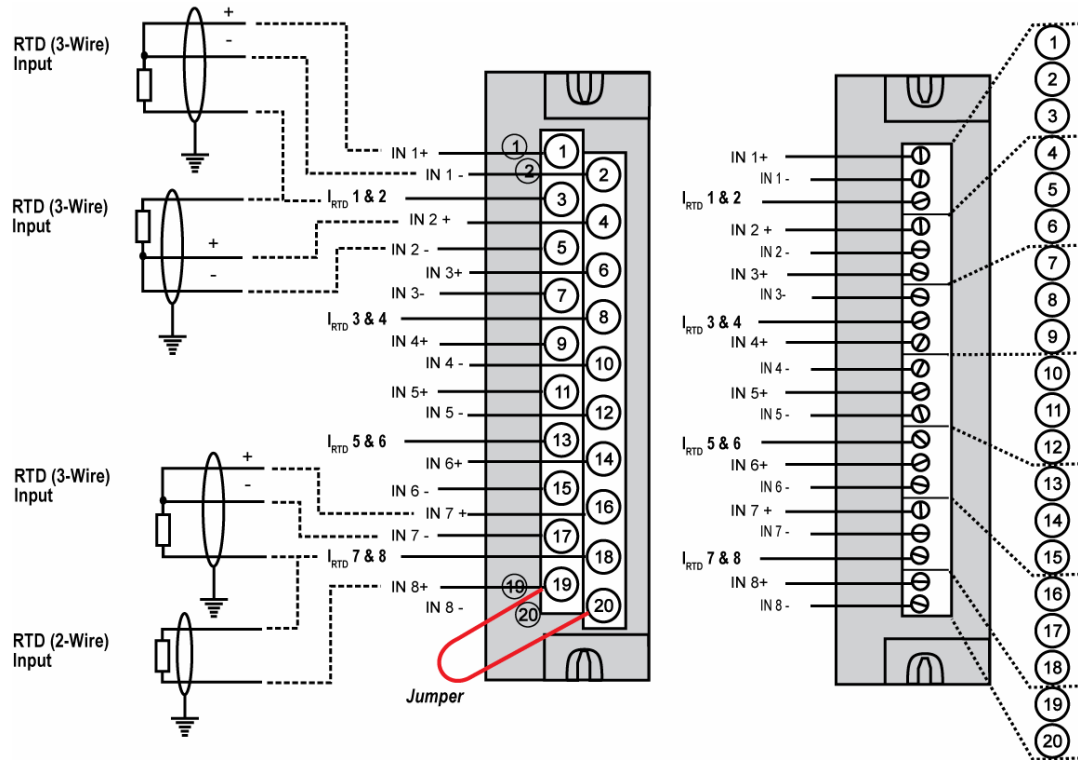 RTD (3-Wire)
Input
+
-
RTD (3-Wire)
Input
+
-
RTD (3-Wire)
Input
+
-
RTD (2-Wire)
Input
IN 1+
IN 1 -
IRTD 1 & 2
IN 2 +
IN 2 -
IN 3+
IN 3-
IRTD 3 & 4
IN 4+
IN 4 -
IN 5+
IN 5 -
IRTD 5 & 6
IN 6+
IN 6 -
IN 7 +
IN 7 -
IRTD 7 & 8
IN 8+
IN 8 -
1
2
19
20
1
2
3
4
5
6
7
8
9
10
11
12
13
14
15
16
17
18
19
20
Jumper
IN 1+
IN 1 -
IRTD 1 & 2
IN 2 +
IN 2 -
IN 3+
IN 3-
IRTD 3 & 4
IN 4+
IN 4 -
IN 5+
IN 5 -
IRTD 5 & 6
IN 6+
IN 6 -
IN 7 +
IN 7 -
IRTD 7 & 8
IN 8+
IN 8 -
1
2
3
4
5
6
7
8
9
10
11
12
13
14
15
16
17
18
19
20